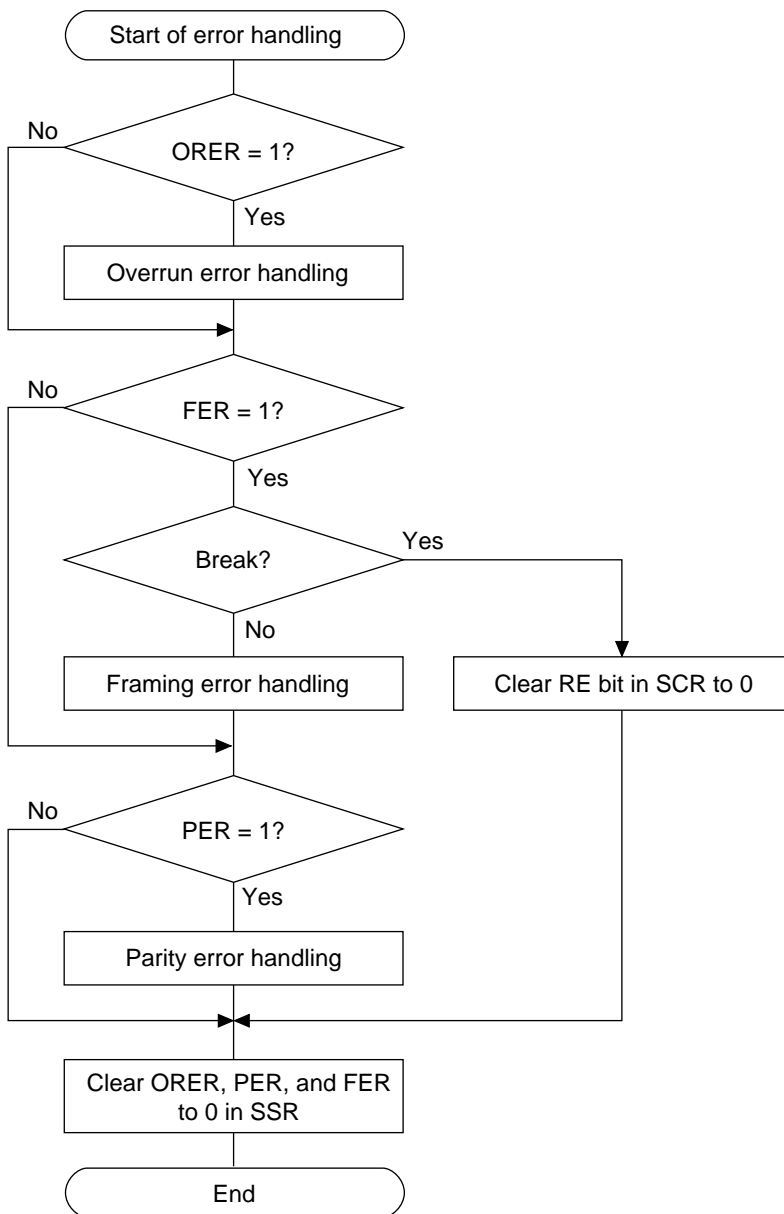 Start of error handling
No
ORER = 1?
Yes
Overrun error handling
No
FER = 1?
Yes
Break?
Yes
No
Framing error handling
Clear RE bit in SCR to 0
No
PER = 1?
Yes
Parity error handling
Clear ORER, PER, and FER
to 0 in SSR
End